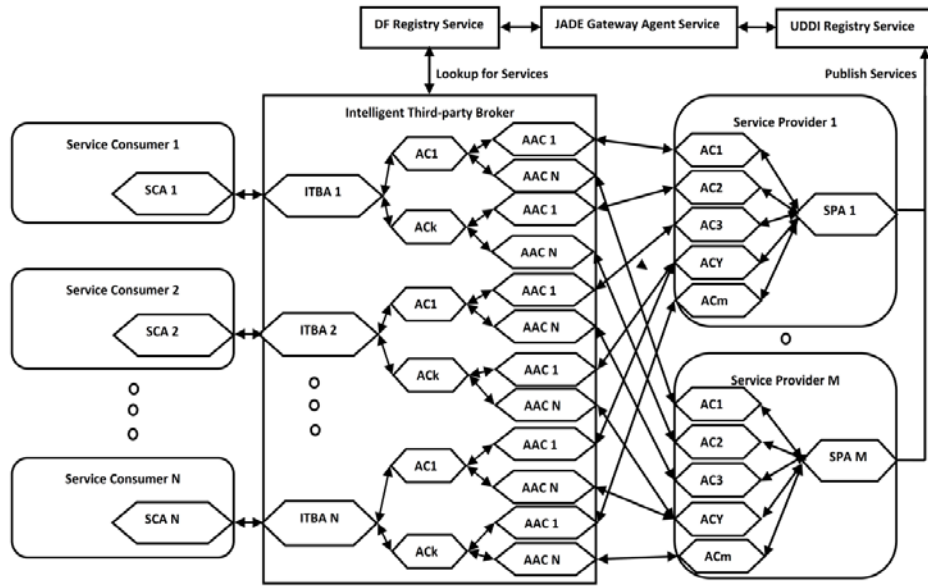 DF Registry Service
JADE Gateway Agent Service
UDDI Registry Service
Lookup for Services
Publish Services
Intelligent Third-party Broker
Service Consumer 1
SCA 1
ITBA 1
AC1
AAC 1
AAC N
ACk
AAC 1
AAC N
Service Consumer 2
SCA 2
ITBA 2
AC1
AAC 1
AAC N
ACk
AAC 1
AAC N
Service Consumer N
SCA N
ITBA N
AC1
AAC 1
AAC N
ACk
AAC 1
AAC N
Service Provider 1
AC1
AC2
AC3
ACY
ACm
SPA 1
Service Provider M
AC1
AC2
AC3
ACY
ACm
SPA M